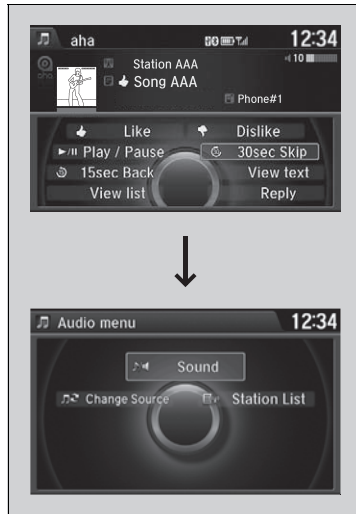 aha 12:34
Station AAA 10
aha
Song AAA
Phone#1
Like Dislike
Play / Pause 30sec Skip
15sec Back View text
View list Reply
Audio menu 12:34
Sound
Change Source Station List